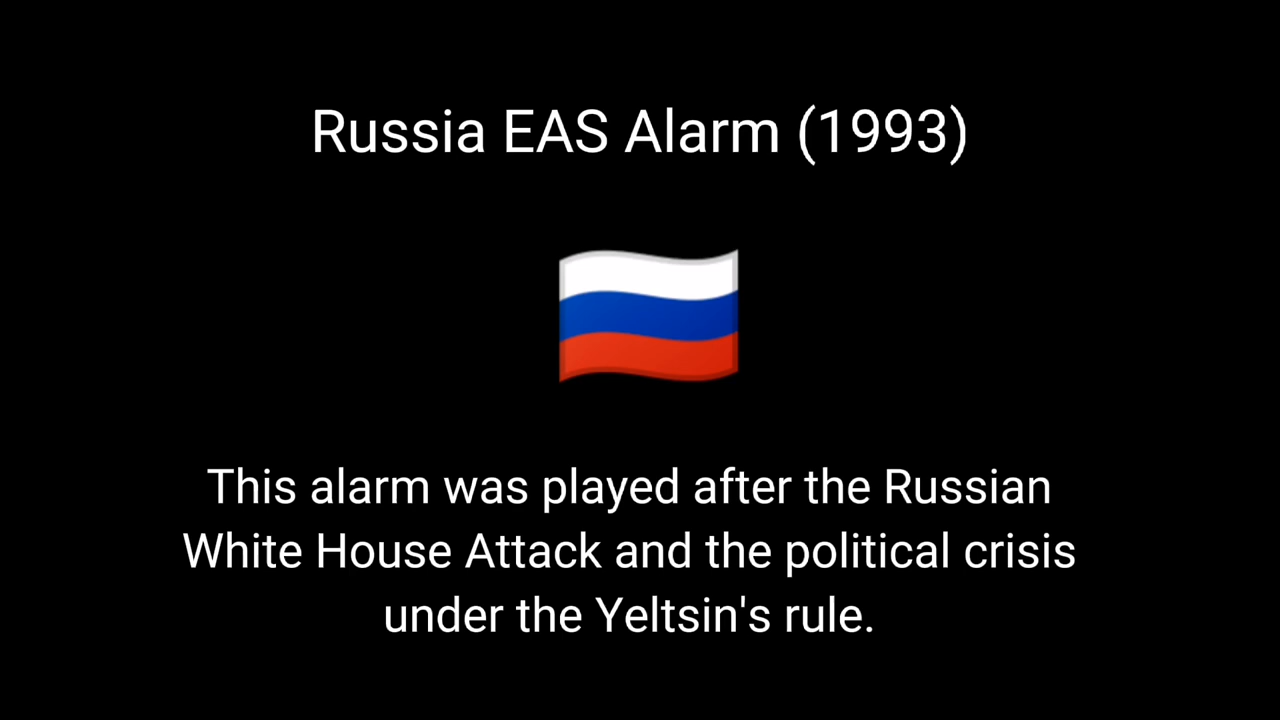 Russia EAS Alarm (1993)
This alarm was played after the Russian
White House Attack and the political crisis
under the Yeltsin's rule.